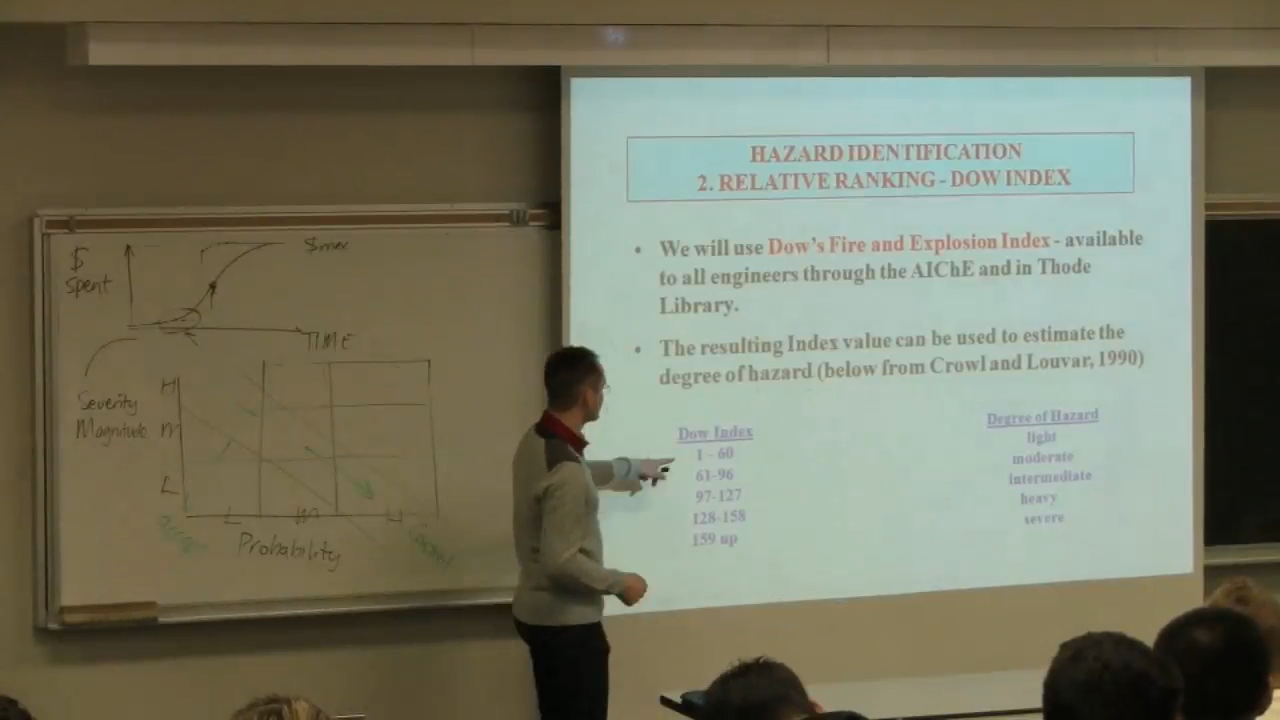 $
spent
$max
TIME
Severity
Magnitude
H
M
L
L
M
H
Probability
HAZARD IDENTIFICATION
2. RELATIVE RANKING - DOW INDEX
• We will use Dow's Fire and Explosion Index - available
to all engineers through the AIChE and in Thode
Library.
• The resulting Index value can be used to estimate the
degree of hazard (below from Crowl and Louvar, 1990)
Dow Index Degree of Hazard
1 - 60 light
61-96 moderate
97-127 intermediate
128-158 heavy
159 up severe